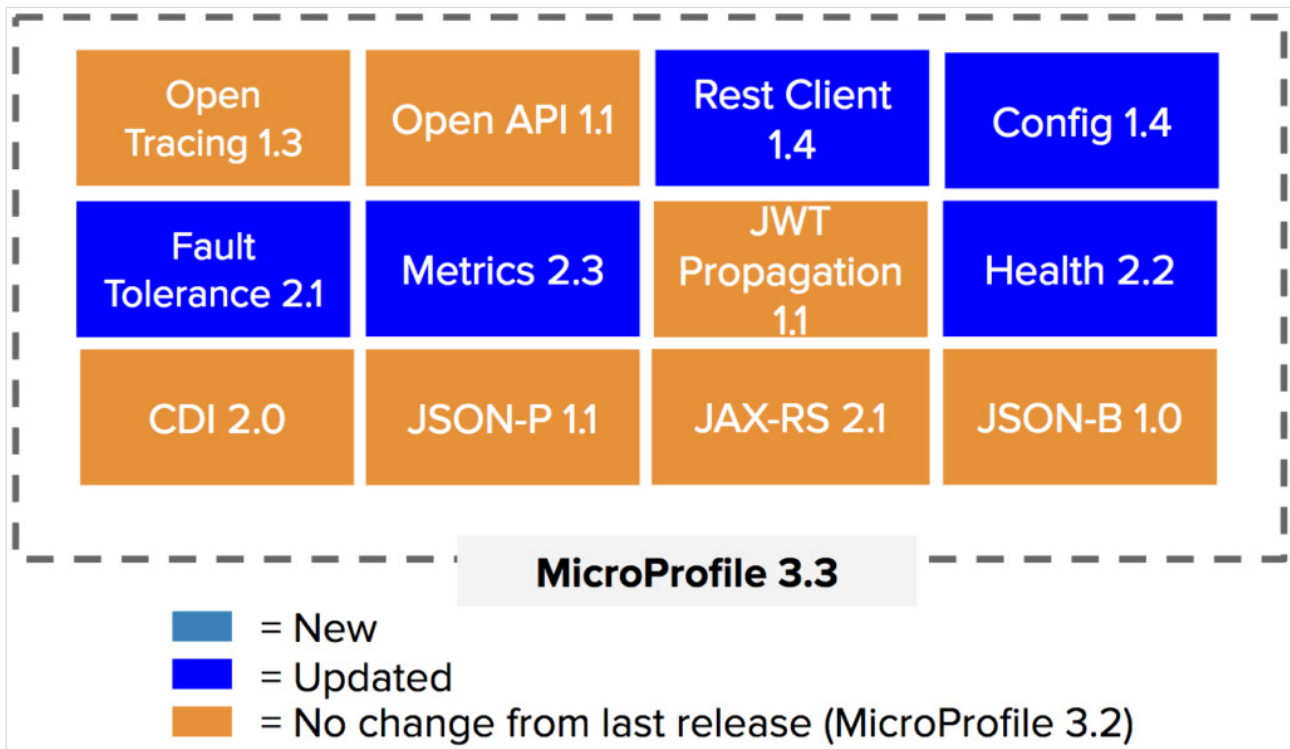 Open
Tracing 1.3
Open API 1.1
Rest Client
1.4
Config 1.4
Fault
Tolerance 2.1
Metrics 2.3
JWT
Propagation
1.1
Health 2.2
CDI 2.0
JSON-P 1.1
JAX-RS 2.1
JSON-B 1.0
MicroProfile 3.3
= New
= Updated
= No change from last release (MicroProfile 3.2)